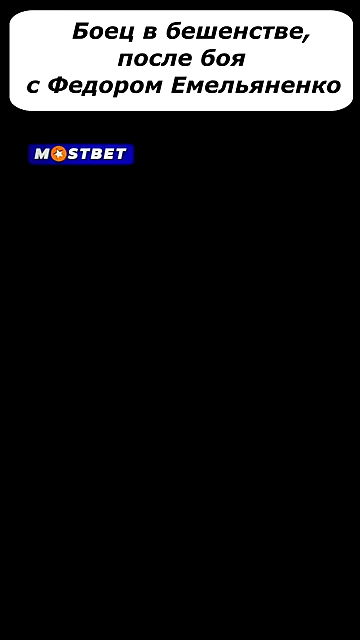 Боец в бешенстве,
после боя
с Федором Емельяненко
MOSTBET